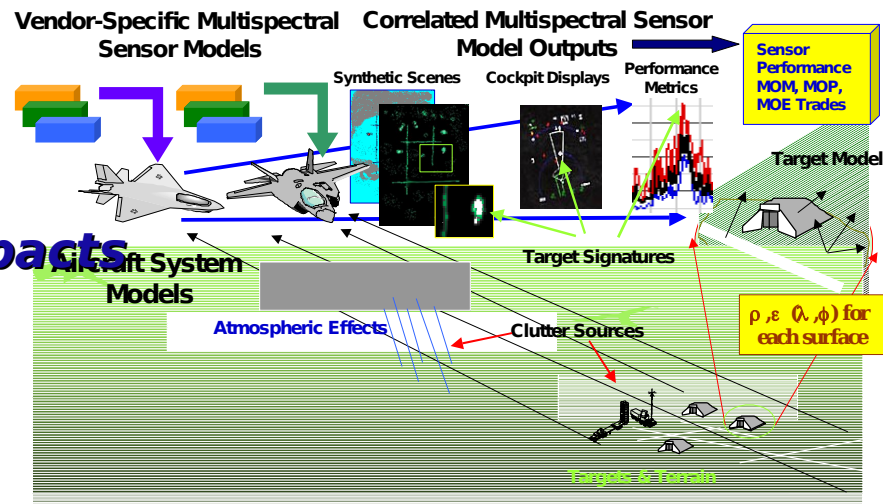 Vendor-Specific Multispectral
Sensor Models
Correlated Multispectral Sensor
Model Outputs
Sensor
Performance
MOM, MOP,
MOE Trades
Synthetic Scenes
Cockpit Displays
Performance
Metrics
Target Model
pacts
Aircraft System
Models
Target Signatures
Atmospheric Effects
Clutter Sources
ρ ,ε (λ ,ϕ) for
each surface
Targets & Terrain